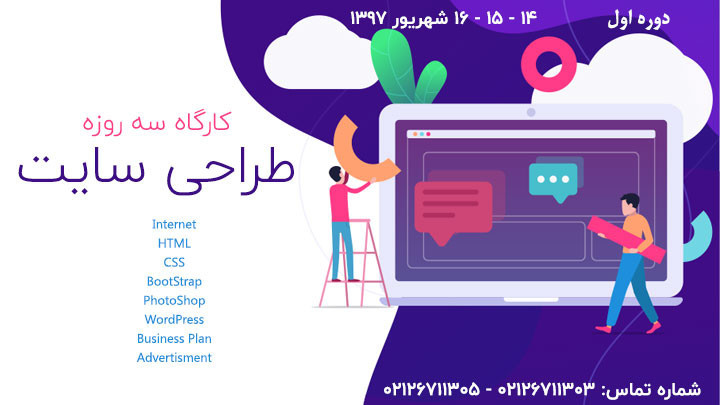 دوره اول
۱۴ - ۱۵ - ۱۶ شهریور ۱۳۹۷
کارگاه سه روزه
طراحی سایت
Internet
HTML
CSS
BootStrap
PhotoShop
WordPress
Business Plan
Advertisment
شماره تماس: ۰۲۱۲۶۷۱۱۳۰۳ - ۰۲۱۲۶۷۱۱۳۰۵